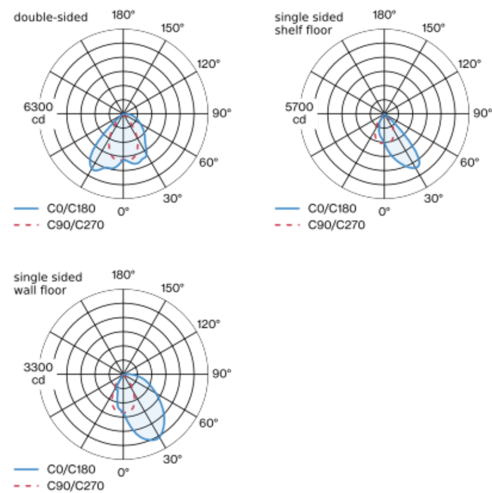 double-sided
180°
150°
120°
6300
cd
90°
60°
30°
0°
C0/C180
C90/C270
single sided
shelf floor
180°
150°
120°
5700
cd
90°
60°
30°
0°
C0/C180
C90/C270
single sided
wall floor
180°
150°
120°
3300
cd
90°
60°
30°
0°
C0/C180
C90/C270